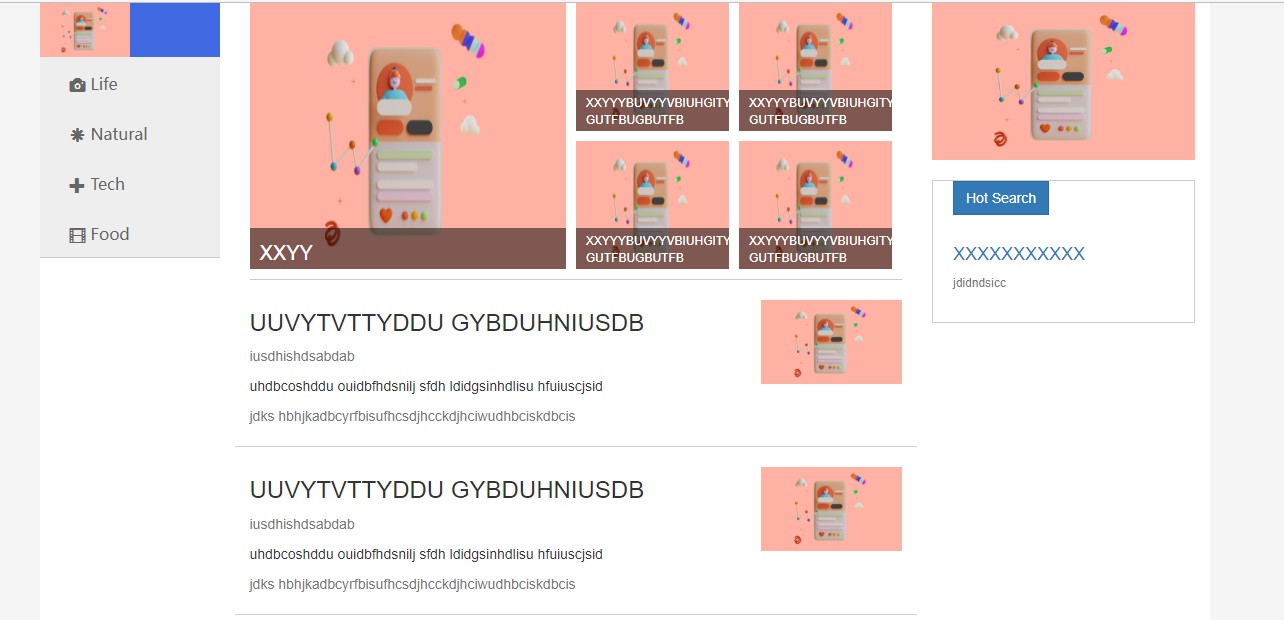 Life
Natural
Tech
Food
XXYY
XXYYYBUVYYVBIUHGITY
GUTFBUGBUTFB
XXYYYBUVYYVBIUHGITY
GUTFBUGBUTFB
XXYYYBUVYYVBIUHGITY
GUTFBUGBUTFB
XXYYYBUVYYVBIUHGITY
GUTFBUGBUTFB
UUVYTVTTYDDU GYBDUHNIUSDB
iusdhishdsabdab
uhdbcoshddu ouidbfhdsnilj sfdh ldidgsinhdlisu hfuiuscjsid
jdks hbhjkadbcyrfbisufhcsdjhcckdjhciwudhbciskdbcis
UUVYTVTTYDDU GYBDUHNIUSDB
iusdhishdsabdab
uhdbcoshddu ouidbfhdsnilj sfdh ldidgsinhdlisu hfuiuscjsid
jdks hbhjkadbcyrfbisufhcsdjhcckdjhciwudhbciskdbcis
Hot Search
XXXXXXXXXXX
jdidndsicc